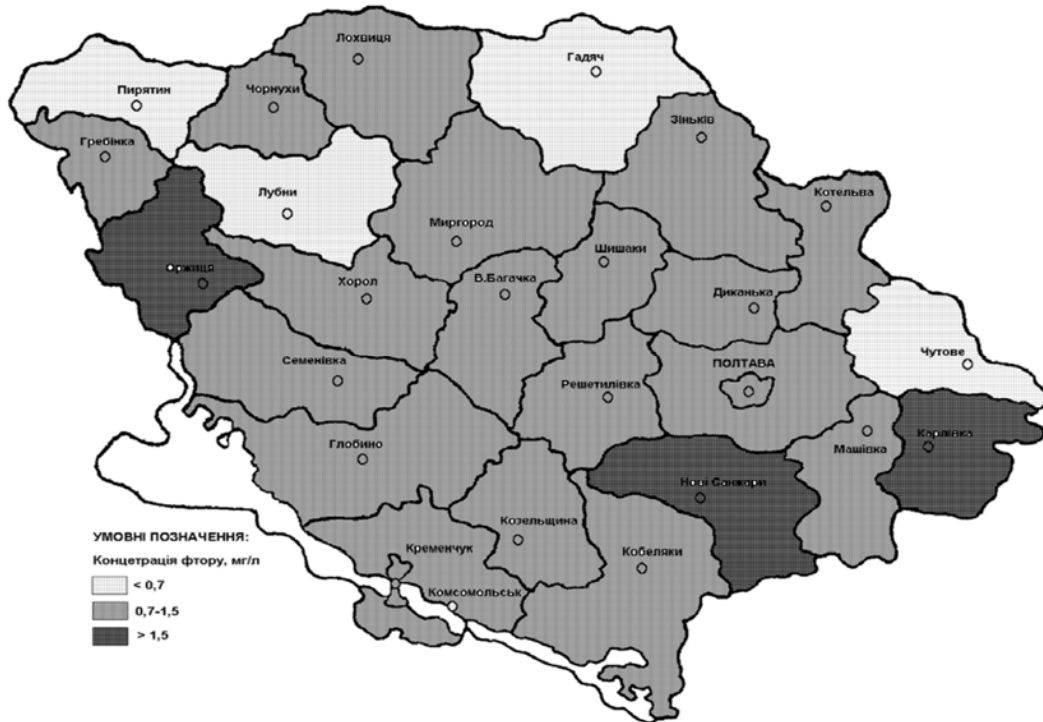 Лохвиця
Гадяч
Пирятин
Чорнухи
Зіньків
Гребінка
Лубни
Котельва
Миргород
Шишаки
Оржиця
Хорол
В.Багачка
Диканька
Чутове
Семенівка
ПОЛТАВА
Решетилівка
Глобино
Машівка
Карлівка
Нові Санжари
Козельщина
Кременчук
Кобеляки
Комсомольськ
УМОВНІ ПОЗНАЧЕННЯ:
Концетрація фтору, мг/л
< 0,7
0,7-1,5
> 1,5